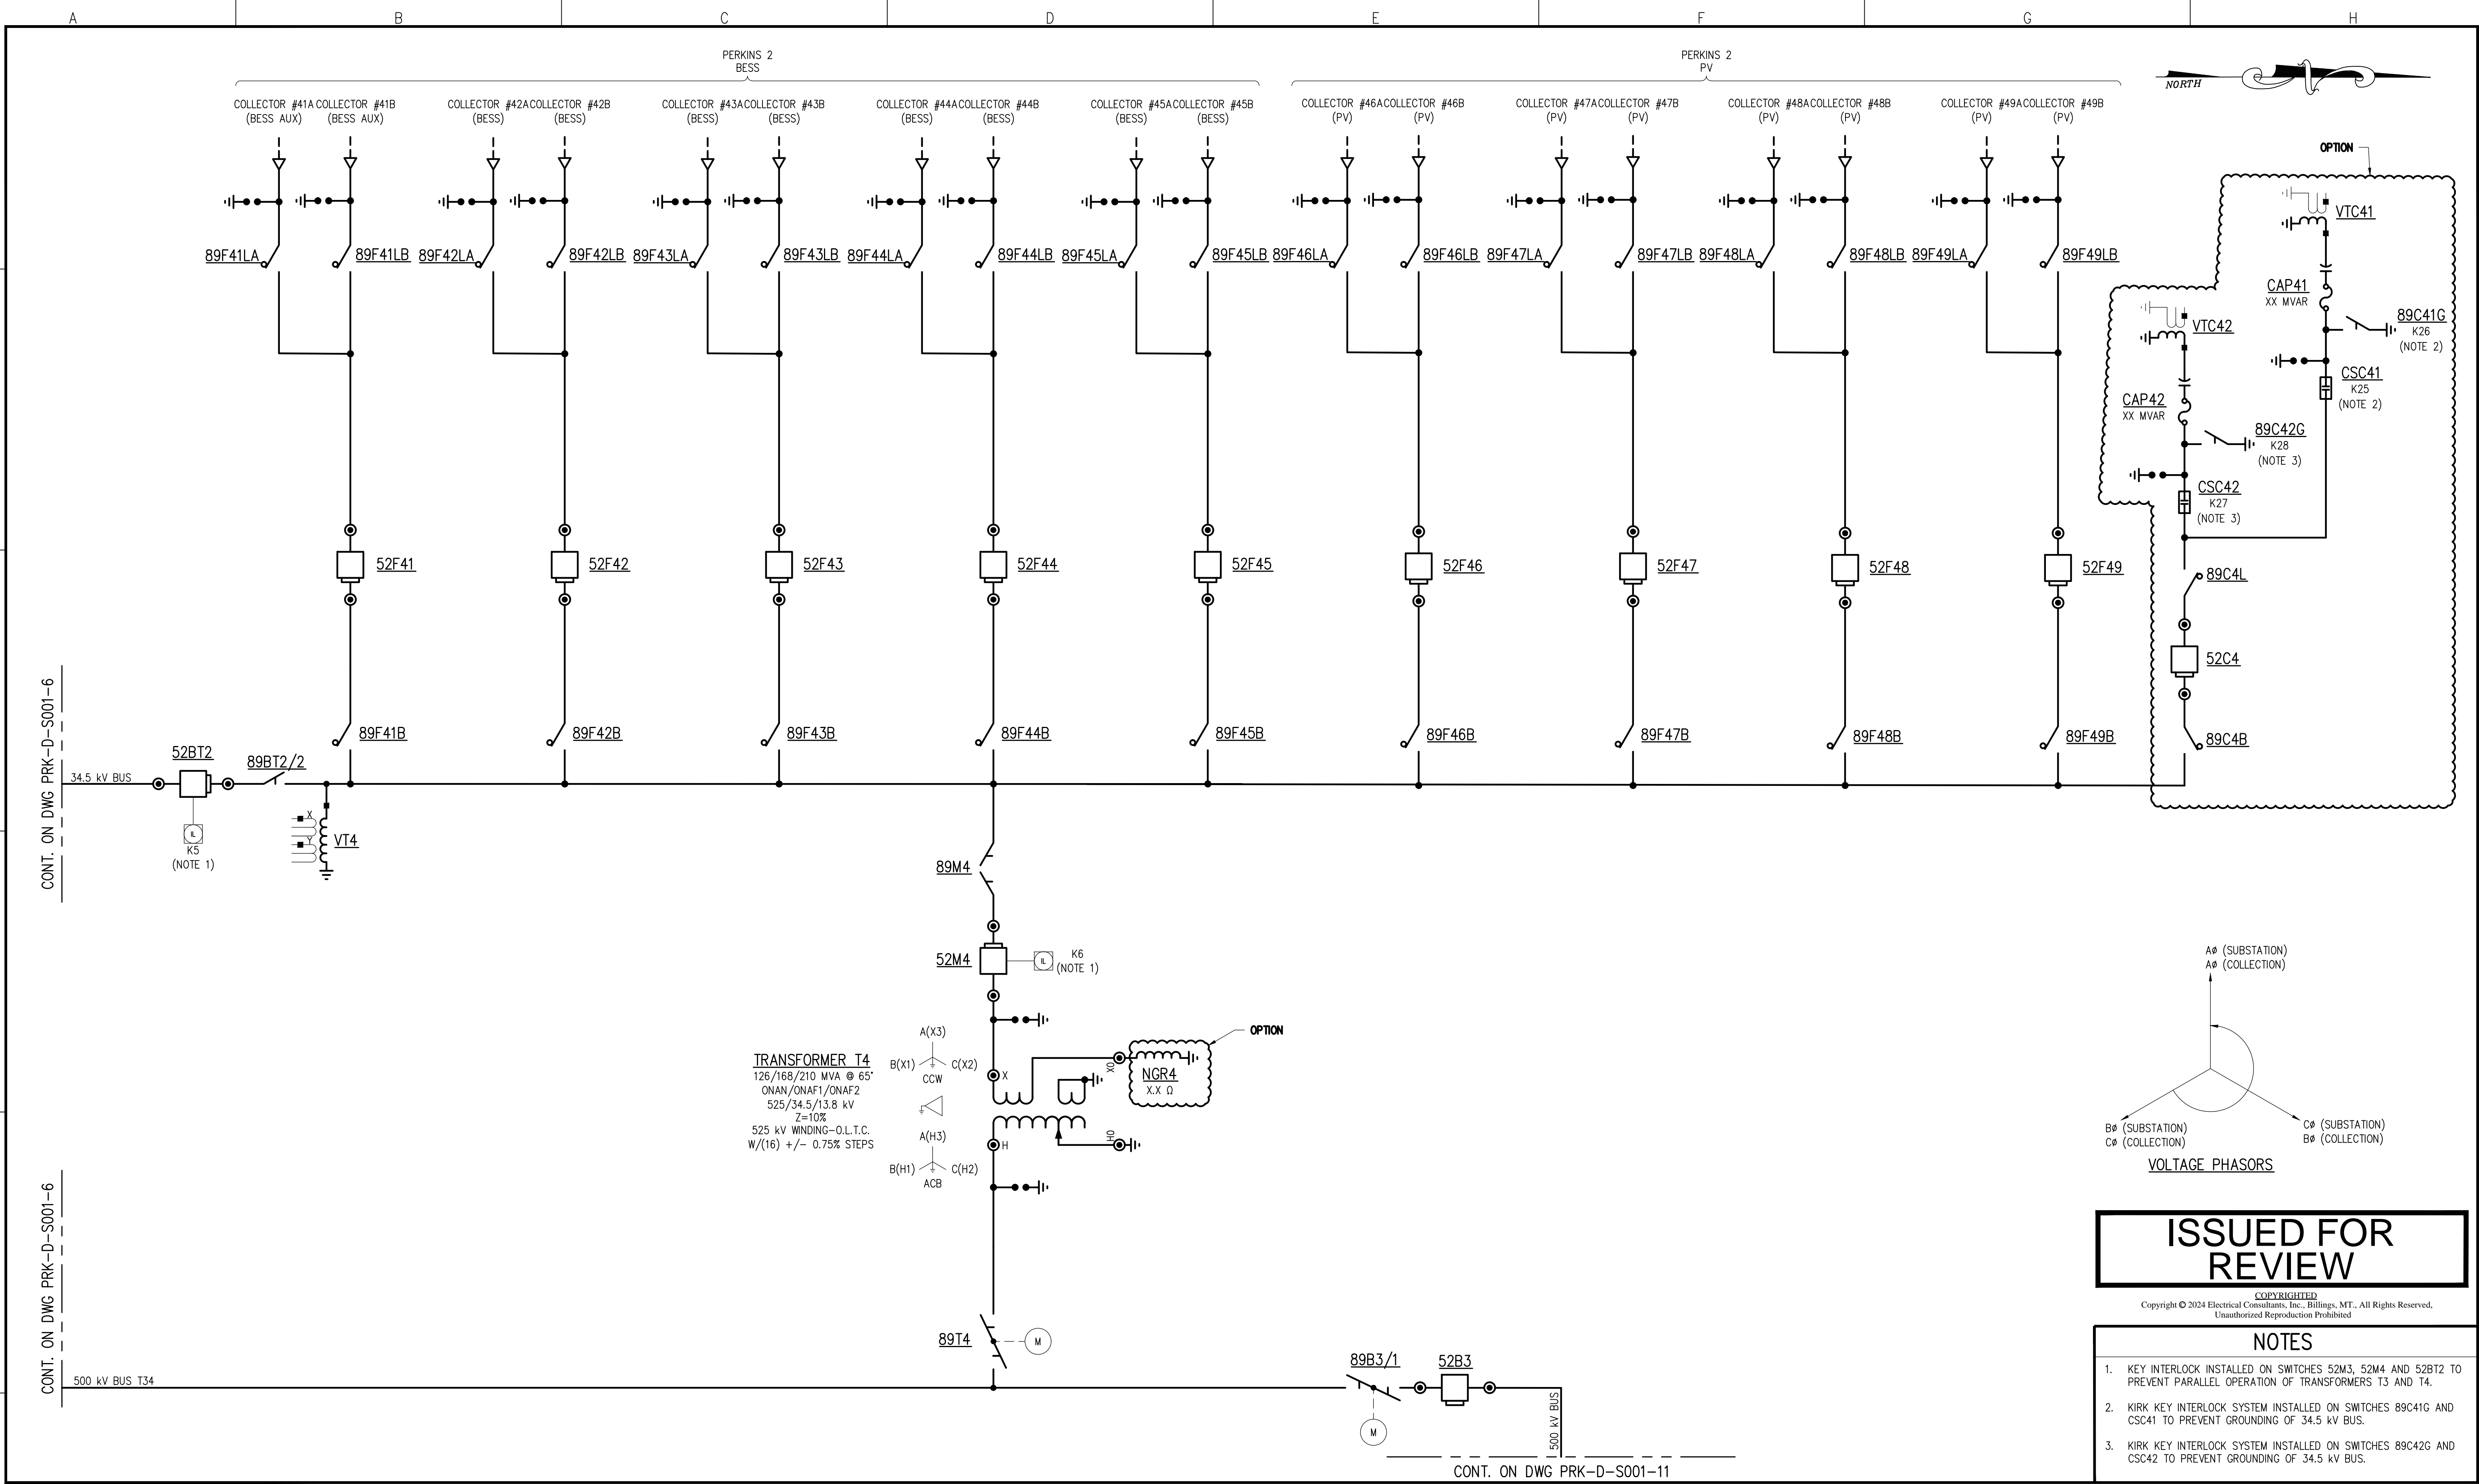 A B C D E F G H
PERKINS 2
BESS
PERKINS 2
PV
NORTH
COLLECTOR #41A COLLECTOR #41B
(BESS AUX) (BESS AUX)
COLLECTOR #42A COLLECTOR #42B
(BESS) (BESS)
COLLECTOR #43A COLLECTOR #43B
(BESS) (BESS)
COLLECTOR #44A COLLECTOR #44B
(BESS) (BESS)
COLLECTOR #45A COLLECTOR #45B
(BESS) (BESS)
COLLECTOR #46A COLLECTOR #46B
(PV) (PV)
COLLECTOR #47A COLLECTOR #47B
(PV) (PV)
COLLECTOR #48A COLLECTOR #48B
(PV) (PV)
COLLECTOR #49A COLLECTOR #49B
(PV) (PV)
OPTION
89F41LA 89F41LB 89F42LA 89F42LB 89F43LA 89F43LB 89F44LA 89F44LB 89F45LA 89F45LB 89F46LA 89F46LB 89F47LA 89F47LB 89F48LA 89F48LB 89F49LA 89F49LB
VTC41
CAP41
XX MVAR
89C41G
K26
(NOTE 2)
CSC41
K25
(NOTE 2)
VTC42
CAP42
XX MVAR
89C42G
K28
(NOTE 3)
CSC42
K27
(NOTE 3)
52F41 52F42 52F43 52F44 52F45 52F46 52F47 52F48 52F49
89C4L
52C4
89C4B
89F41B 89F42B 89F43B 89F44B 89F45B 89F46B 89F47B 89F48B 89F49B
CONT. ON DWG PRK-D-S001-6
34.5 kV BUS
52BT2
89BT2/2
IL
K5
(NOTE 1)
X
Y
VT4
89M4
52M4
IL
K6
(NOTE 1)
TRANSFORMER T4
126/168/210 MVA @ 65°
ONAN/ONAF1/ONAF2
525/34.5/13.8 kV
Z=10%
525 kV WINDING-O.L.T.C.
W/(16) +/- 0.75% STEPS
A(X3)
B(X1) C(X2)
CCW
A(H3)
B(H1) C(H2)
ACB
X
X0
H
H0
OPTION
NGR4
X.X Ω
AØ (SUBSTATION)
AØ (COLLECTION)
BØ (SUBSTATION)
CØ (COLLECTION)
CØ (SUBSTATION)
BØ (COLLECTION)
VOLTAGE PHASORS
CONT. ON DWG PRK-D-S001-6
500 kV BUS T34
89T4
M
89B3/1
52B3
M
500 kV BUS
CONT. ON DWG PRK-D-S001-11
ISSUED FOR
REVIEW
COPYRIGHTED
Copyright © 2024 Electrical Consultants, Inc., Billings, MT., All Rights Reserved,
Unauthorized Reproduction Prohibited
NOTES
1. KEY INTERLOCK INSTALLED ON SWITCHES 52M3, 52M4 AND 52BT2 TO
PREVENT PARALLEL OPERATION OF TRANSFORMERS T3 AND T4.
2. KIRK KEY INTERLOCK SYSTEM INSTALLED ON SWITCHES 89C41G AND
CSC41 TO PREVENT GROUNDING OF 34.5 kV BUS.
3. KIRK KEY INTERLOCK SYSTEM INSTALLED ON SWITCHES 89C42G AND
CSC42 TO PREVENT GROUNDING OF 34.5 kV BUS.